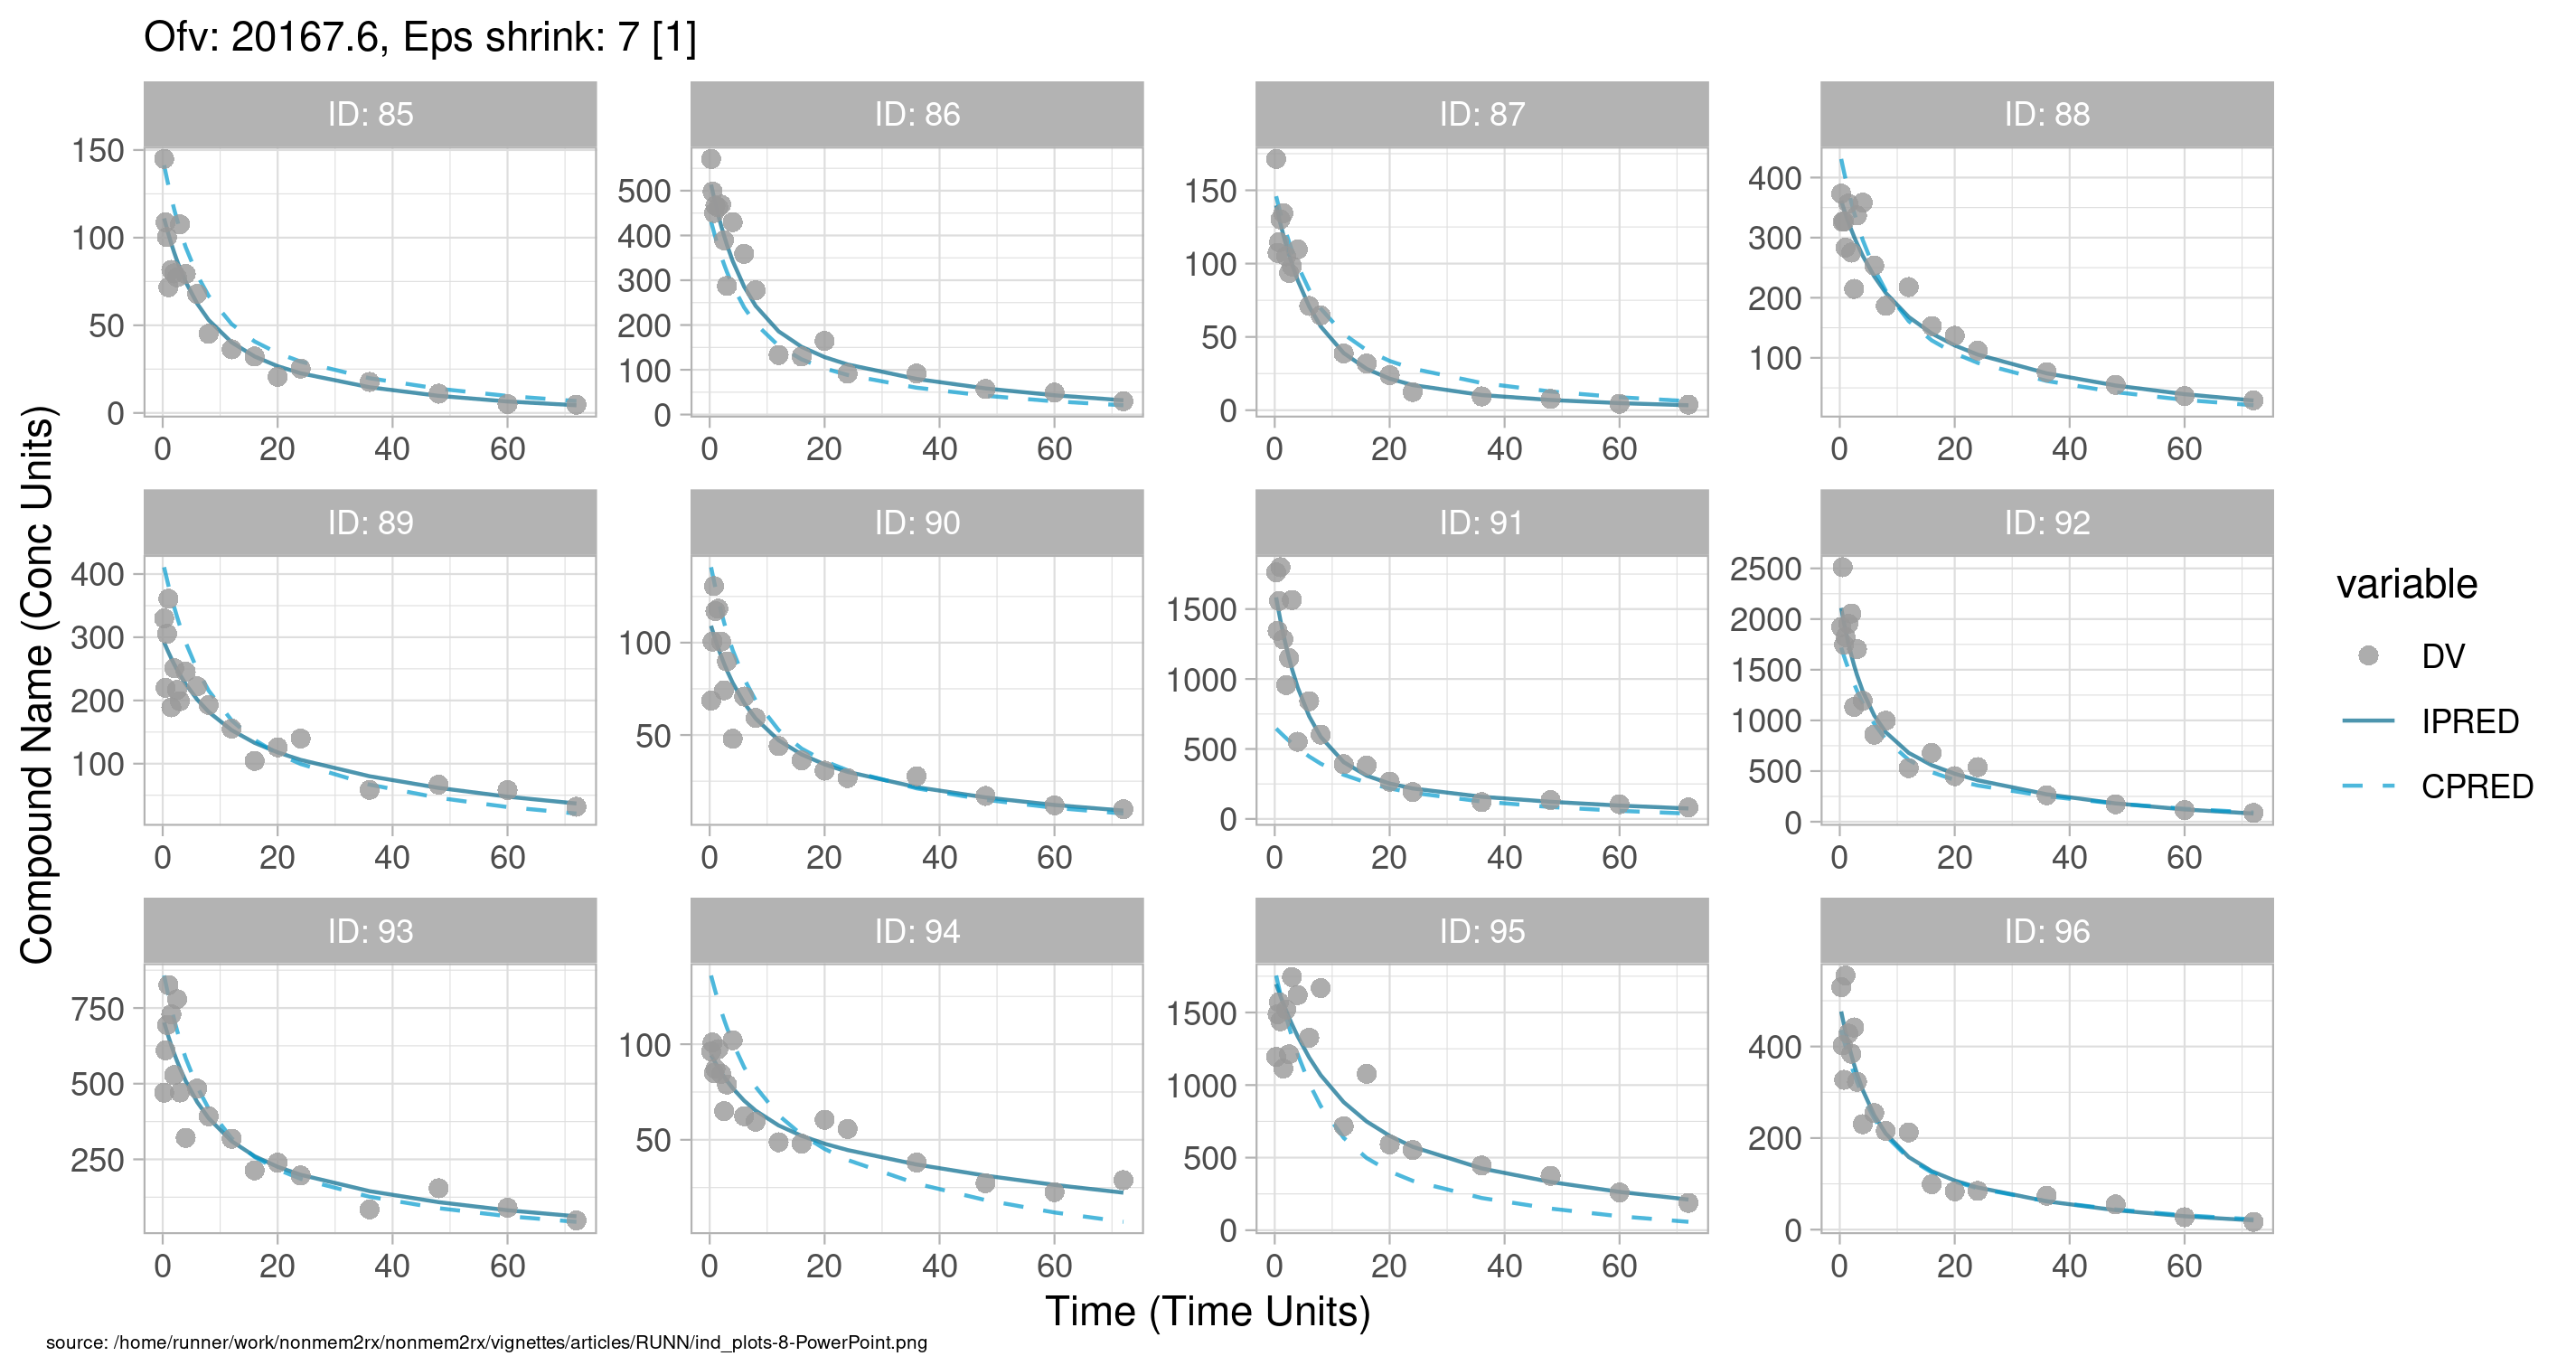 Ofv: 20167.6, Eps shrink: 7 [1]
ID: 85
150
100
50
0
0 20 40 60
ID: 86
500
400
300
200
100
0
0 20 40 60
ID: 87
150
100
50
0
0 20 40 60
ID: 88
400
300
200
100
0 20 40 60
ID: 89
400
300
200
100
0 20 40 60
ID: 90
100
50
0 20 40 60
ID: 91
1500
1000
500
0
0 20 40 60
ID: 92
2500
2000
1500
1000
500
0
0 20 40 60
ID: 93
750
500
250
0 20 40 60
ID: 94
100
50
0 20 40 60
ID: 95
1500
1000
500
0
0 20 40 60
ID: 96
400
200
0
0 20 40 60
Compound Name (Conc Units)
Time (Time Units)
variable
DV
IPRED
CPRED
source: /home/runner/work/nonmem2rx/nonmem2rx/vignettes/articles/RUNN/ind_plots-8-PowerPoint.png